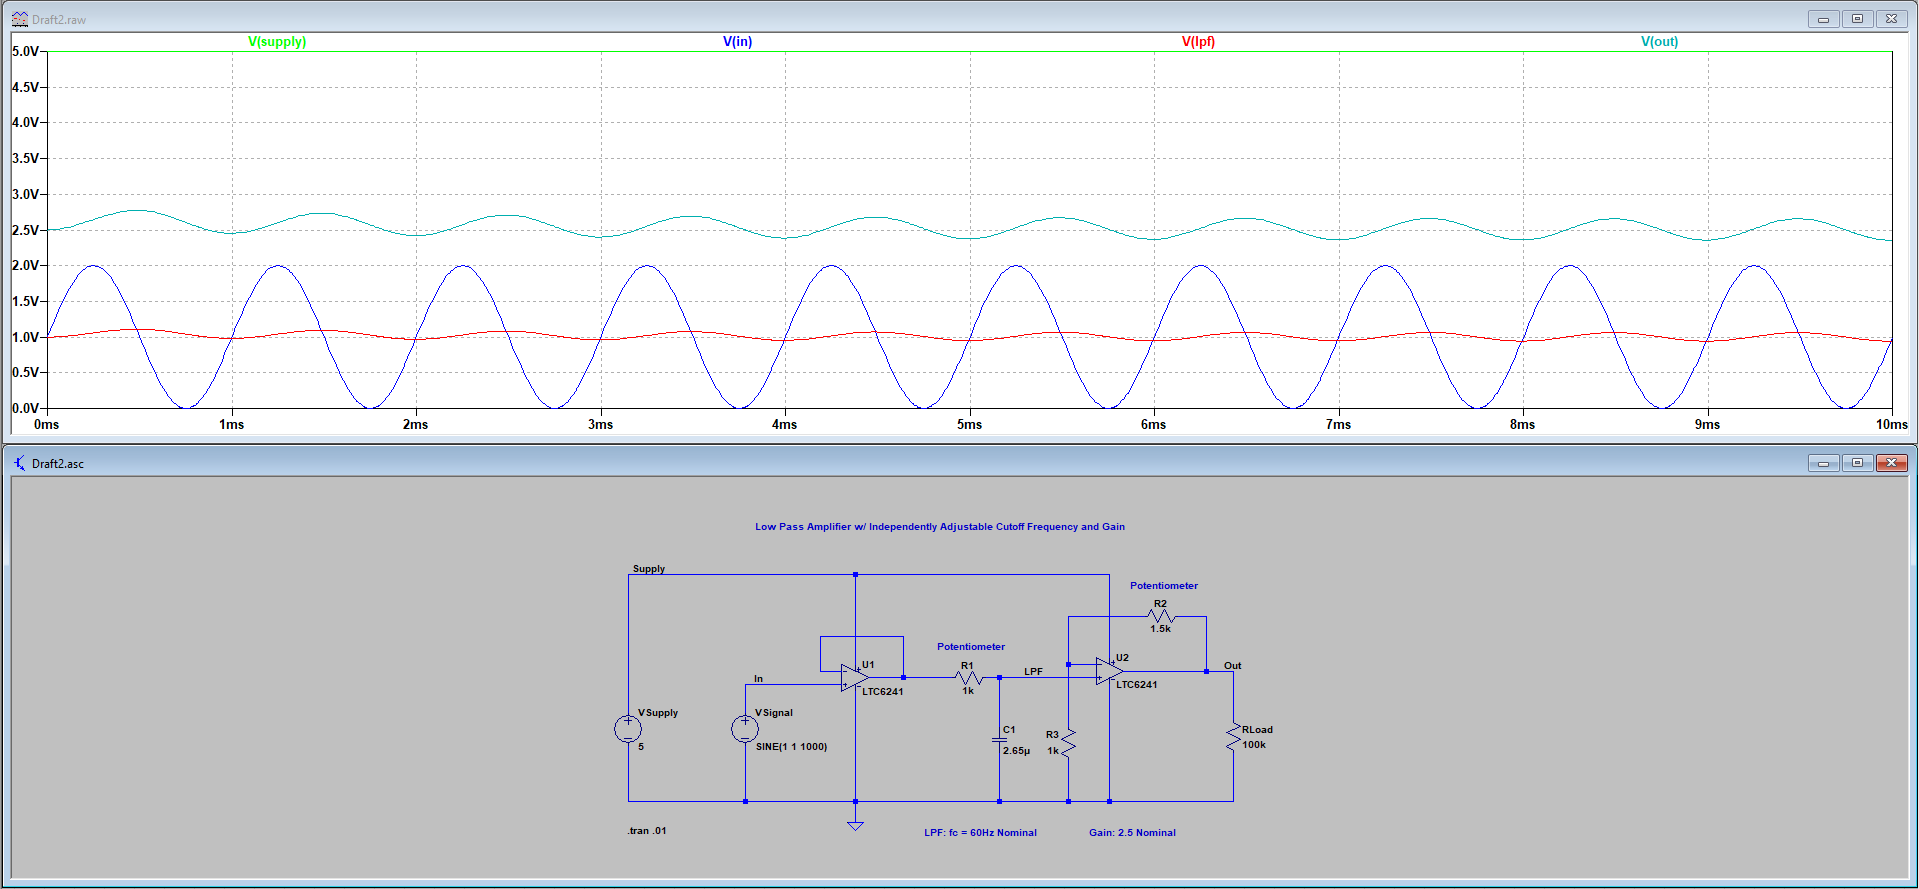 Draft2.raw
V(supply) V(in) V(lpf) V(out)
5.0V
4.5V
4.0V
3.5V
3.0V
2.5V
2.0V
1.5V
1.0V
0.5V
0.0V
0ms 1ms 2ms 3ms 4ms 5ms 6ms 7ms 8ms 9ms 10ms
Draft2.asc
Low Pass Amplifier w/ Independently Adjustable Cutoff Frequency and Gain
Supply
Potentiometer
R2
1.5k
Potentiometer
U1
R1
LPF
U2
Out
In
1k
LTC6241
LTC6241
VSupply
VSignal
C1
R3
RLoad
5
SINE(1 1 1000)
2.65µ
1k
100k
.tran .01
LPF: fc = 60Hz Nominal
Gain: 2.5 Nominal